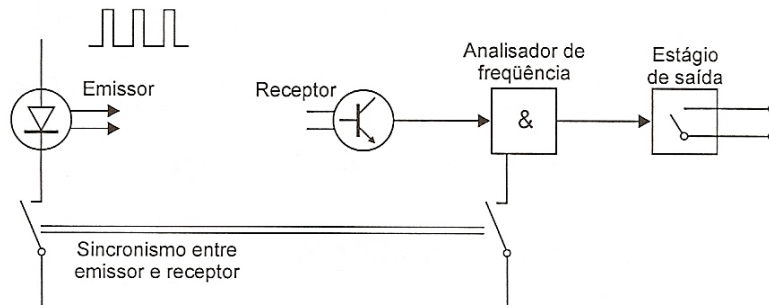 Emissor
Receptor
Analisador de
freqüência
Estágio
de saída
&
Sincronismo entre
emissor e receptor